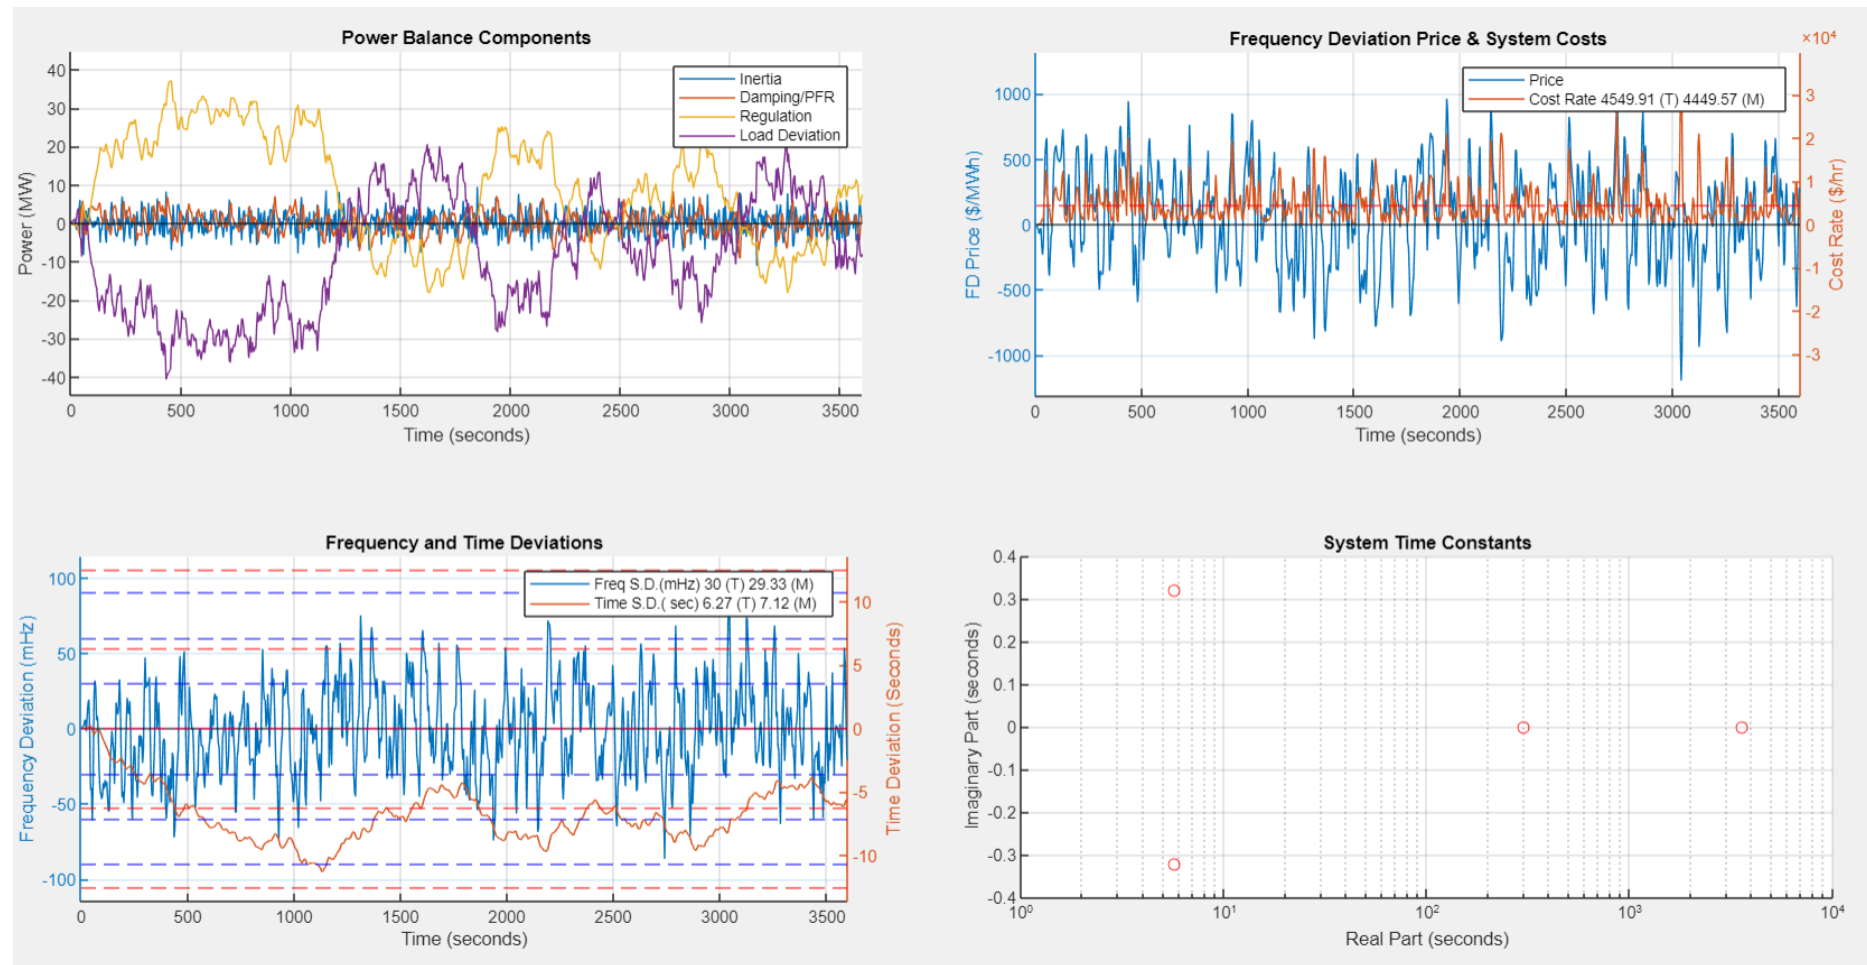 Power Balance Components
40
30
20
10
0
-10
-20
-30
-40
Power (MW)
Inertia
Damping/PFR
Regulation
Load Deviation
0 500 1000 1500 2000 2500 3000 3500
Time (seconds)
Frequency Deviation Price & System Costs
×10⁴
1000
500
0
-500
-1000
FD Price ($/MWh)
Price
Cost Rate 4549.91 (T) 4449.57 (M)
3
2
1
0
-1
-2
-3
Cost Rate ($/hr)
0 500 1000 1500 2000 2500 3000 3500
Time (seconds)
Frequency and Time Deviations
100
50
0
-50
-100
Frequency Deviation (mHz)
Freq S.D.(mHz) 30 (T) 29.33 (M)
Time S.D.( sec) 6.27 (T) 7.12 (M)
10
5
0
-5
-10
Time Deviation (Seconds)
0 500 1000 1500 2000 2500 3000 3500
Time (seconds)
System Time Constants
0.4
0.3
0.2
0.1
0
-0.1
-0.2
-0.3
-0.4
Imaginary Part (seconds)
10⁰ 10¹ 10² 10³ 10⁴
Real Part (seconds)